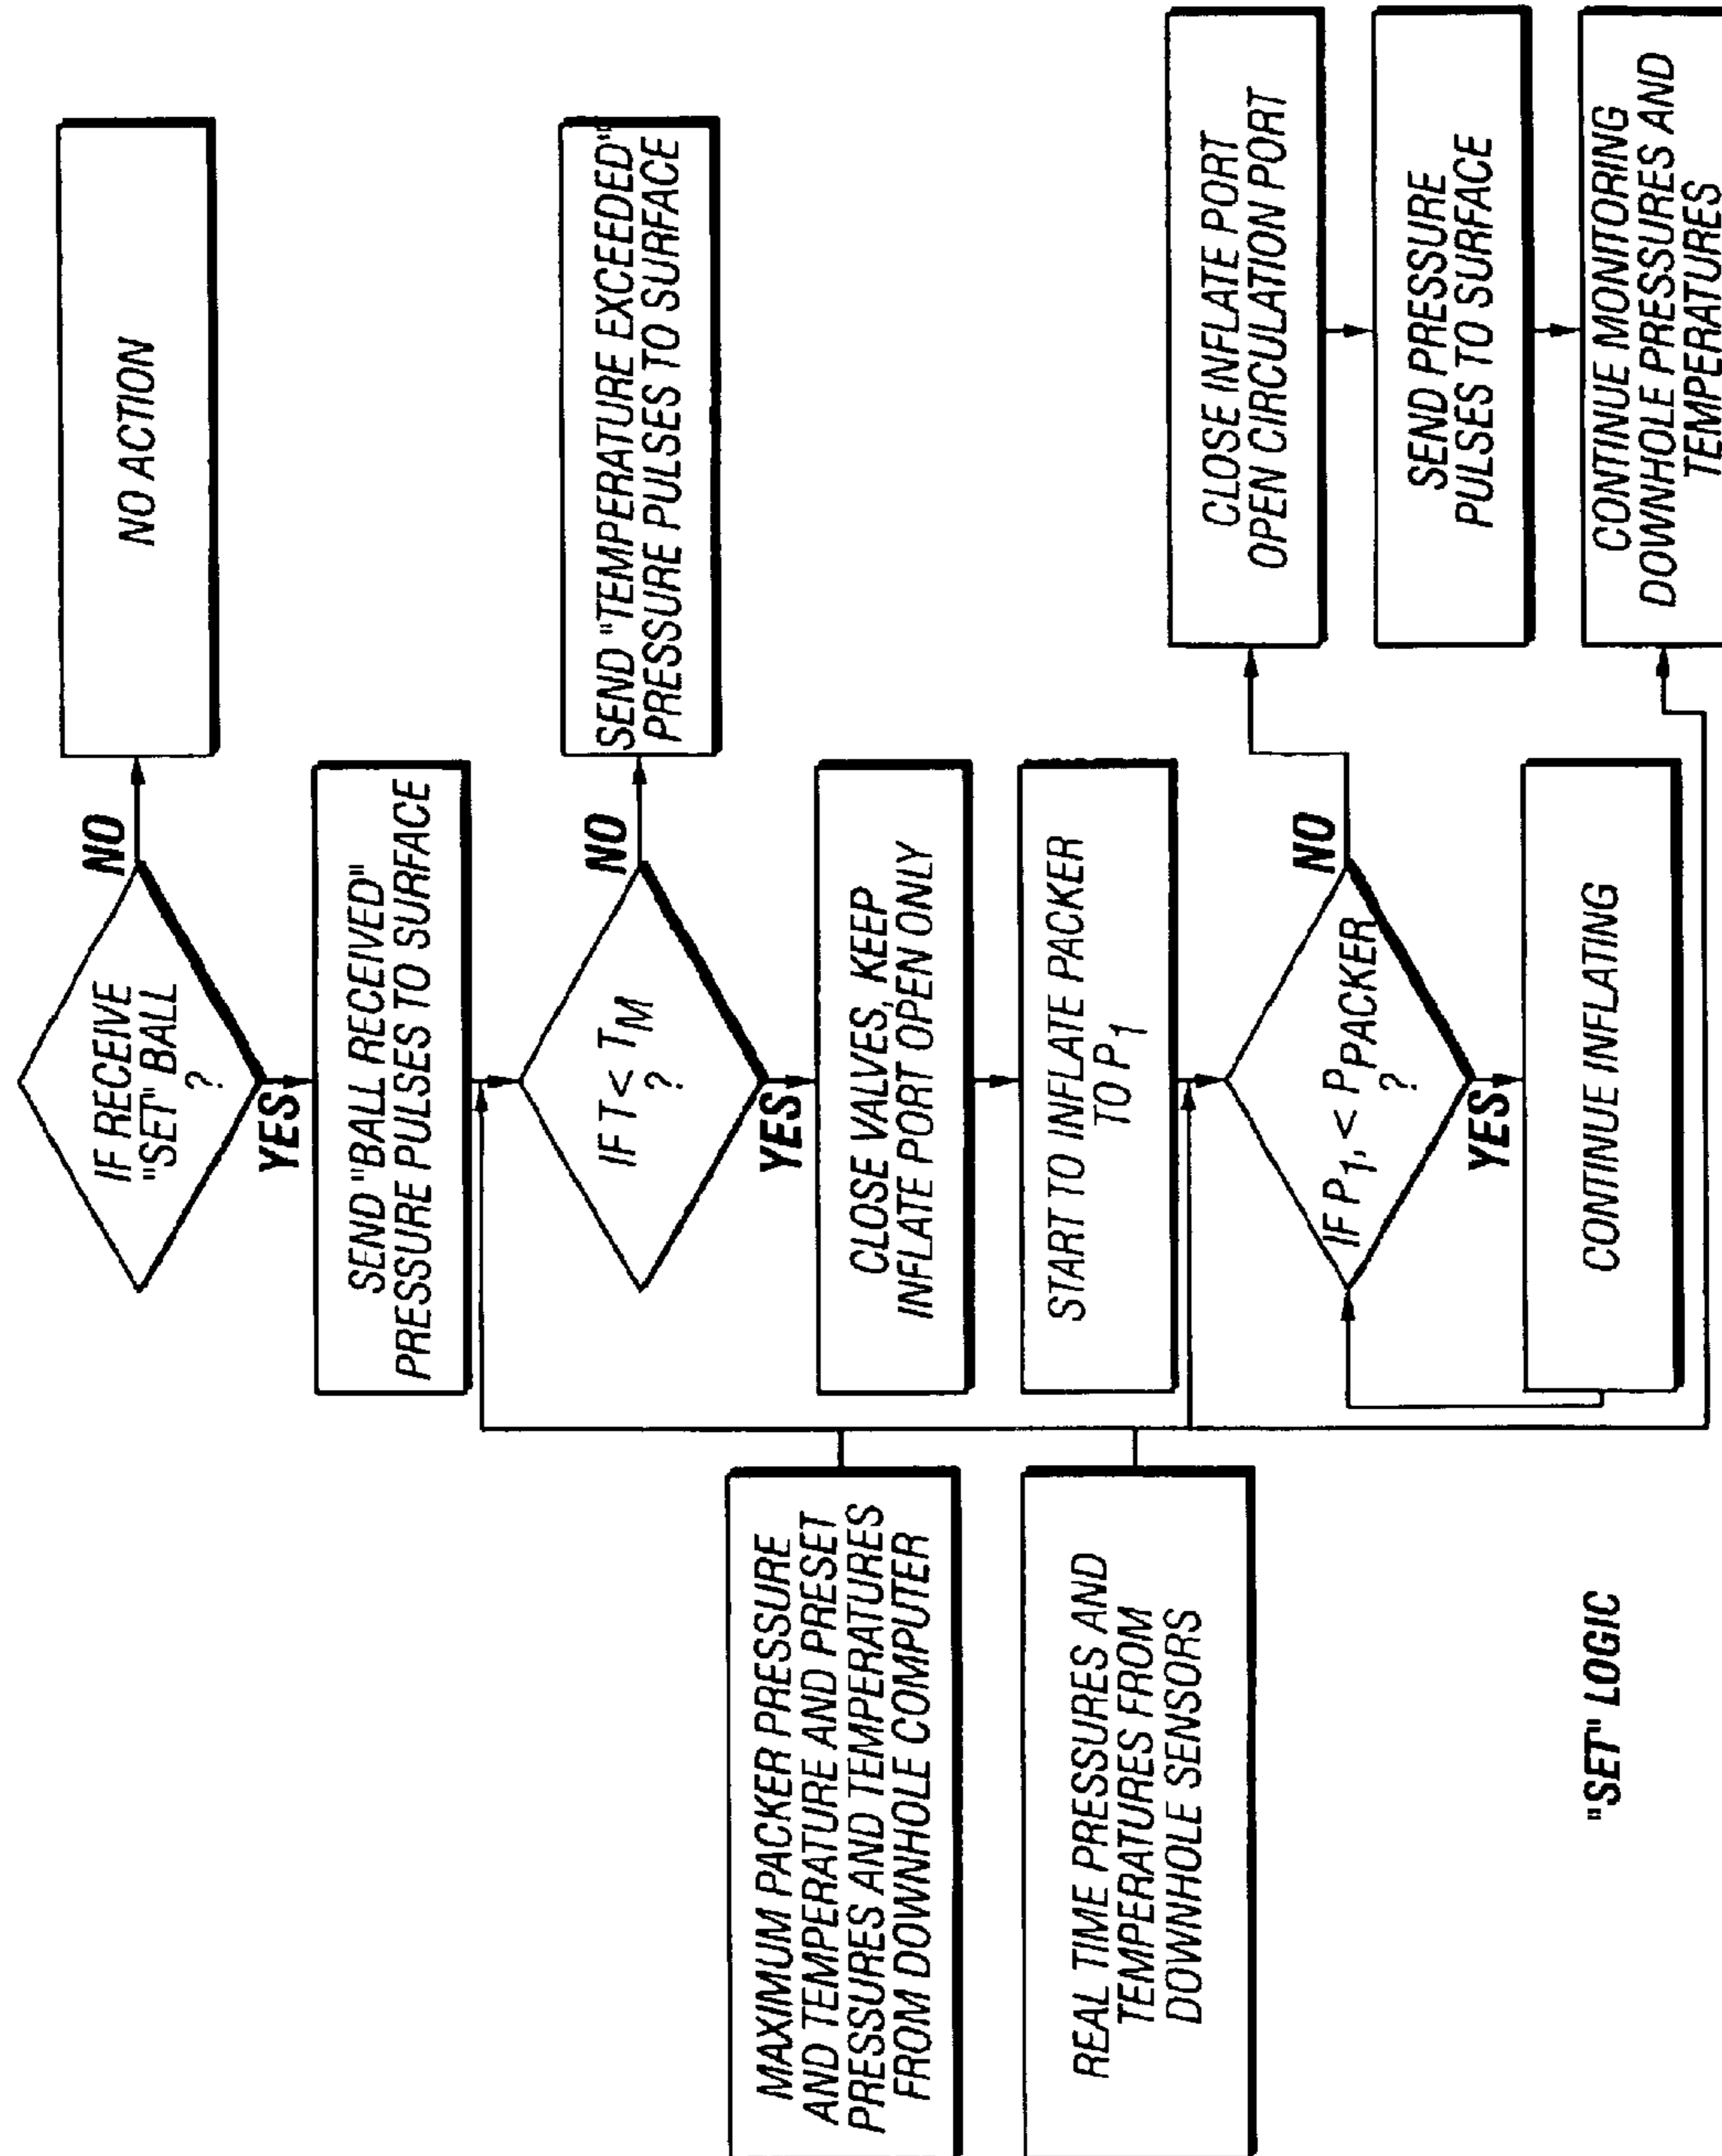 IF RECEIVE
"SET" BALL
?
NO
NO ACTION
YES
SEND "BALL RECEIVED"
PRESSURE PULSES TO SURFACE
IF T < TM
?
NO
SEND "TEMPERATURE EXCEEDED"
PRESSURE PULSES TO SURFACE
YES
CLOSE VALVES, KEEP
INFLATE PORT OPEN ONLY
START TO INFLATE PACKER
TO P1
IF P1, < PPACKER
?
NO
YES
CONTINUE INFLATING
CLOSE INFLATE PORT
OPEN CIRCULATION PORT
SEND PRESSURE
PULSES TO SURFACE
CONTINUE MONITORING
DOWNHOLE PRESSURES AND
TEMPERATURES
MAXIMUM PACKER PRESSURE
AND TEMPERATURE AND PRESET
PRESSURES AND TEMPERATURES
FROM DOWNHOLE COMPUTER
REAL TIME PRESSURES AND
TEMPERATURES FROM
DOWNHOLE SENSORS
"SET" LOGIC